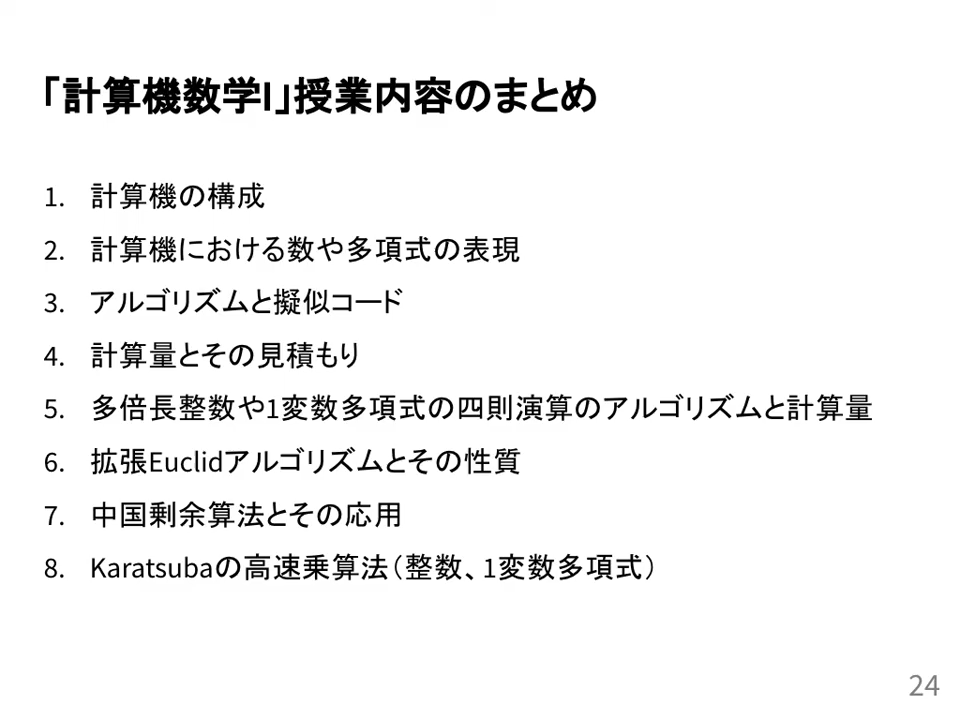 「計算機数学I」授業内容のまとめ
1. 計算機の構成
2. 計算機における数や多項式の表現
3. アルゴリズムと擬似コード
4. 計算量とその見積もり
5. 多倍長整数や1変数多項式の四則演算のアルゴリズムと計算量
6. 拡張Euclidアルゴリズムとその性質
7. 中国剰余算法とその応用
8. Karatsubaの高速乗算法（整数、1変数多項式）
24